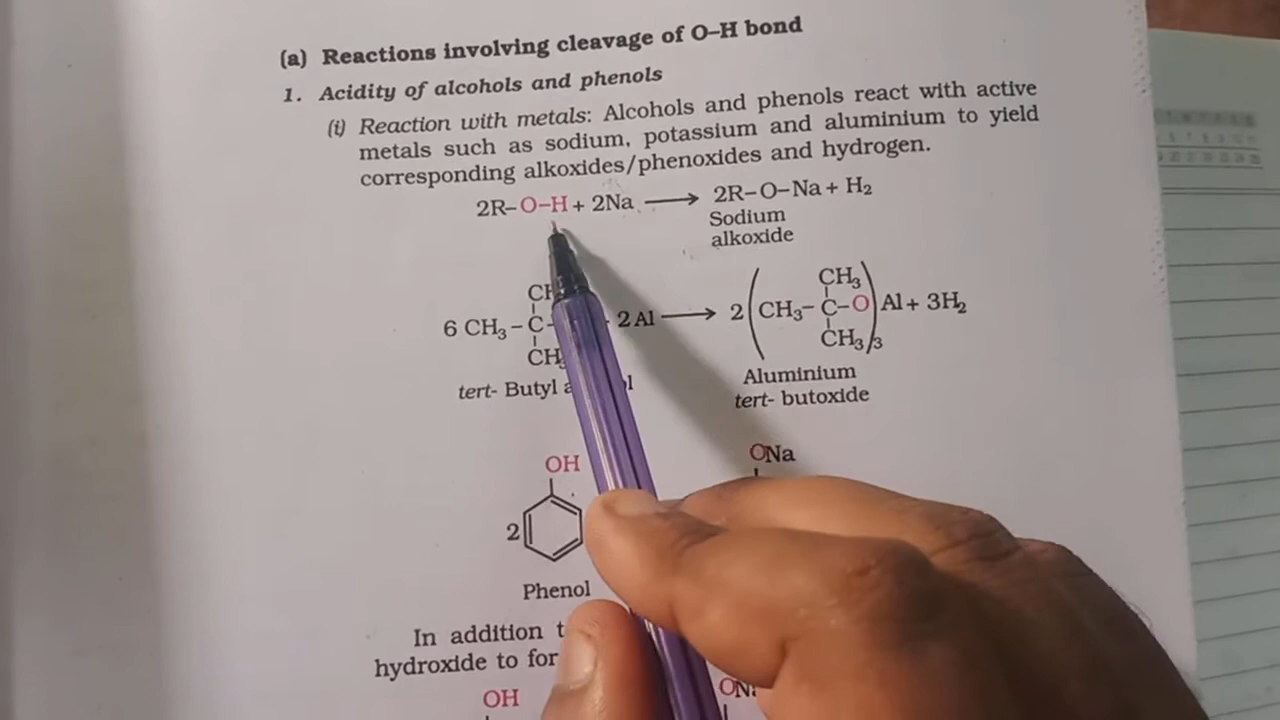 (a) Reactions involving cleavage of O–H bond
1. Acidity of alcohols and phenols
(i) Reaction with metals: Alcohols and phenols react with active
metals such as sodium, potassium and aluminium to yield
corresponding alkoxides/phenoxides and hydrogen.
2R–O–H + 2Na ⟶ 2R–O–Na + H₂
Sodium
alkoxide
CH₃
6 CH₃ – C – 2 Al ⟶ 2 ( CH₃– C–O )₃ Al + 3H₂
CH₃
Aluminium
tert- Butyl
tert- butoxide
OH
ONa
2
Phenol
In addition
hydroxide to
OH